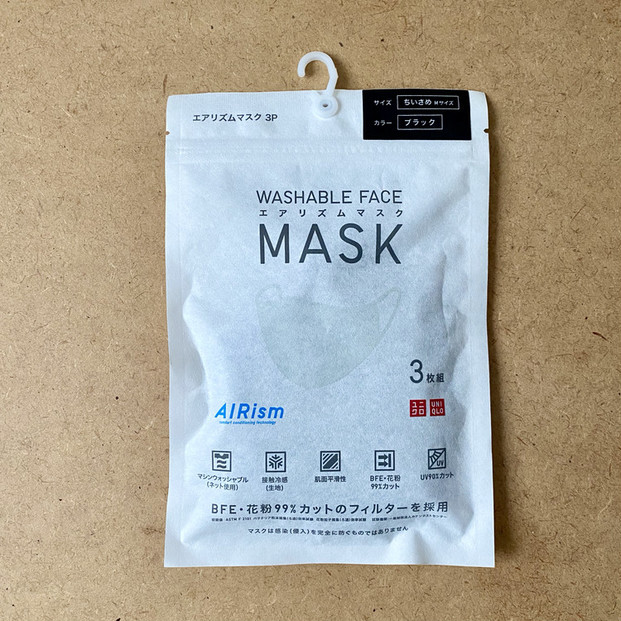 エアリズムマスク 3P
サイズ ちいさめ Mサイズ
カラー ブラック
WASHABLE FACE
エアリズムマスク
MASK
3枚組
AIRism
comfort conditioning technology
ユニクロ UNIQLO
マシンウォッシャブル
(ネット使用)
接触冷感
(生地)
肌面平滑性
BFE・花粉
99%カット
UV
UV90%カット
BFE・花粉99%カットのフィルターを採用
マスクは感染(侵入)を完全に防ぐものではありません